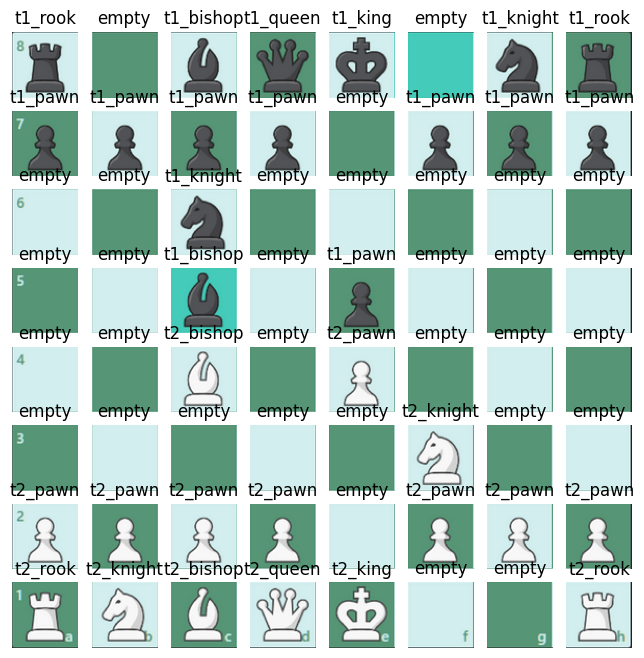 t1_rook empty t1_bishop t1_queen t1_king empty t1_knight t1_rook
8
t1_pawn t1_pawn t1_pawn t1_pawn empty t1_pawn t1_pawn t1_pawn
7
empty empty t1_knight empty empty empty empty empty
6
empty empty t1_bishop empty t1_pawn empty empty empty
5
empty empty t2_bishop empty t2_pawn empty empty empty
4
empty empty empty empty empty t2_knight empty empty
3
t2_pawn t2_pawn t2_pawn t2_pawn empty t2_pawn t2_pawn t2_pawn
2
t2_rook t2_knight t2_bishop t2_queen t2_king empty empty t2_rook
1
a b c d e f g h